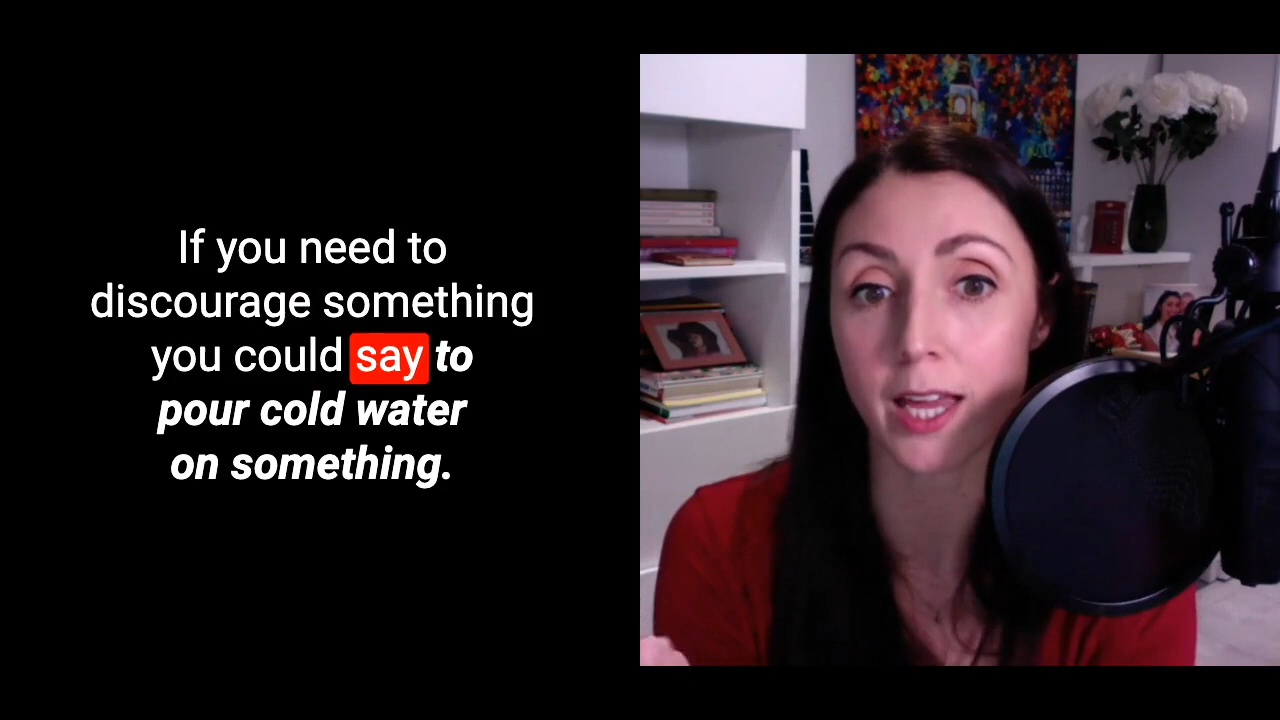 If you need to
discourage something
you could say to
pour cold water
on something.